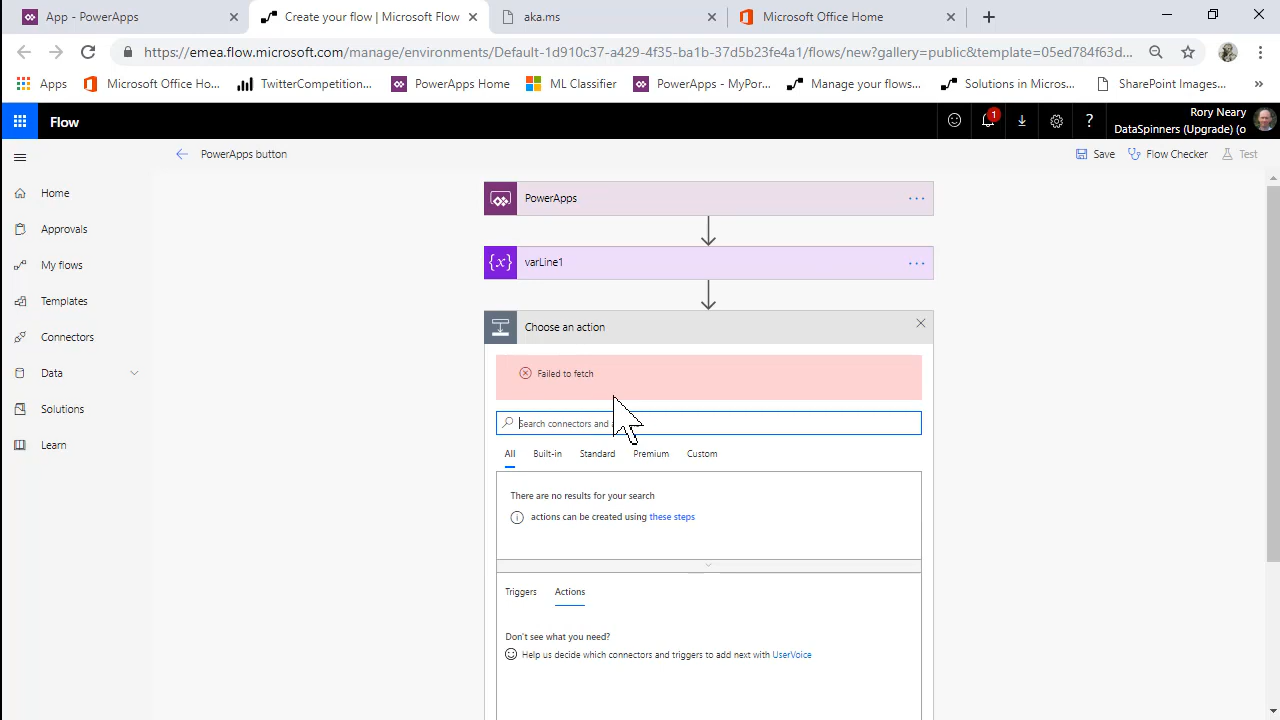 App - PowerApps
Create your flow | Microsoft Flow
aka.ms
Microsoft Office Home
https://emea.flow.microsoft.com/manage/environments/Default-1d910c37-a429-4f35-ba1b-37d5f23fe4c1/flows/new?gallery=public&template=05ed784f63d...
Apps
Microsoft Office Ho...
TwitterCompetition...
PowerApps Home
ML Classifier
PowerApps - MyPor...
Manage your flows...
Solutions in Micros...
SharePoint Images...
»
Flow
1
?
Rory Neary
DataSpinners (Upgrade) (o
PowerApps button
Save
Flow Checker
Test
Home
Approvals
My flows
Templates
Connectors
Data
Solutions
Learn
PowerApps
...
{x}
varLine1
...
Choose an action
Failed to fetch
Search connectors and
All
Built-in
Standard
Premium
Custom
There are no results for your search
actions can be created using these steps
Triggers
Actions
Don't see what you need?
Help us decide which connectors and triggers to add next with UserVoice